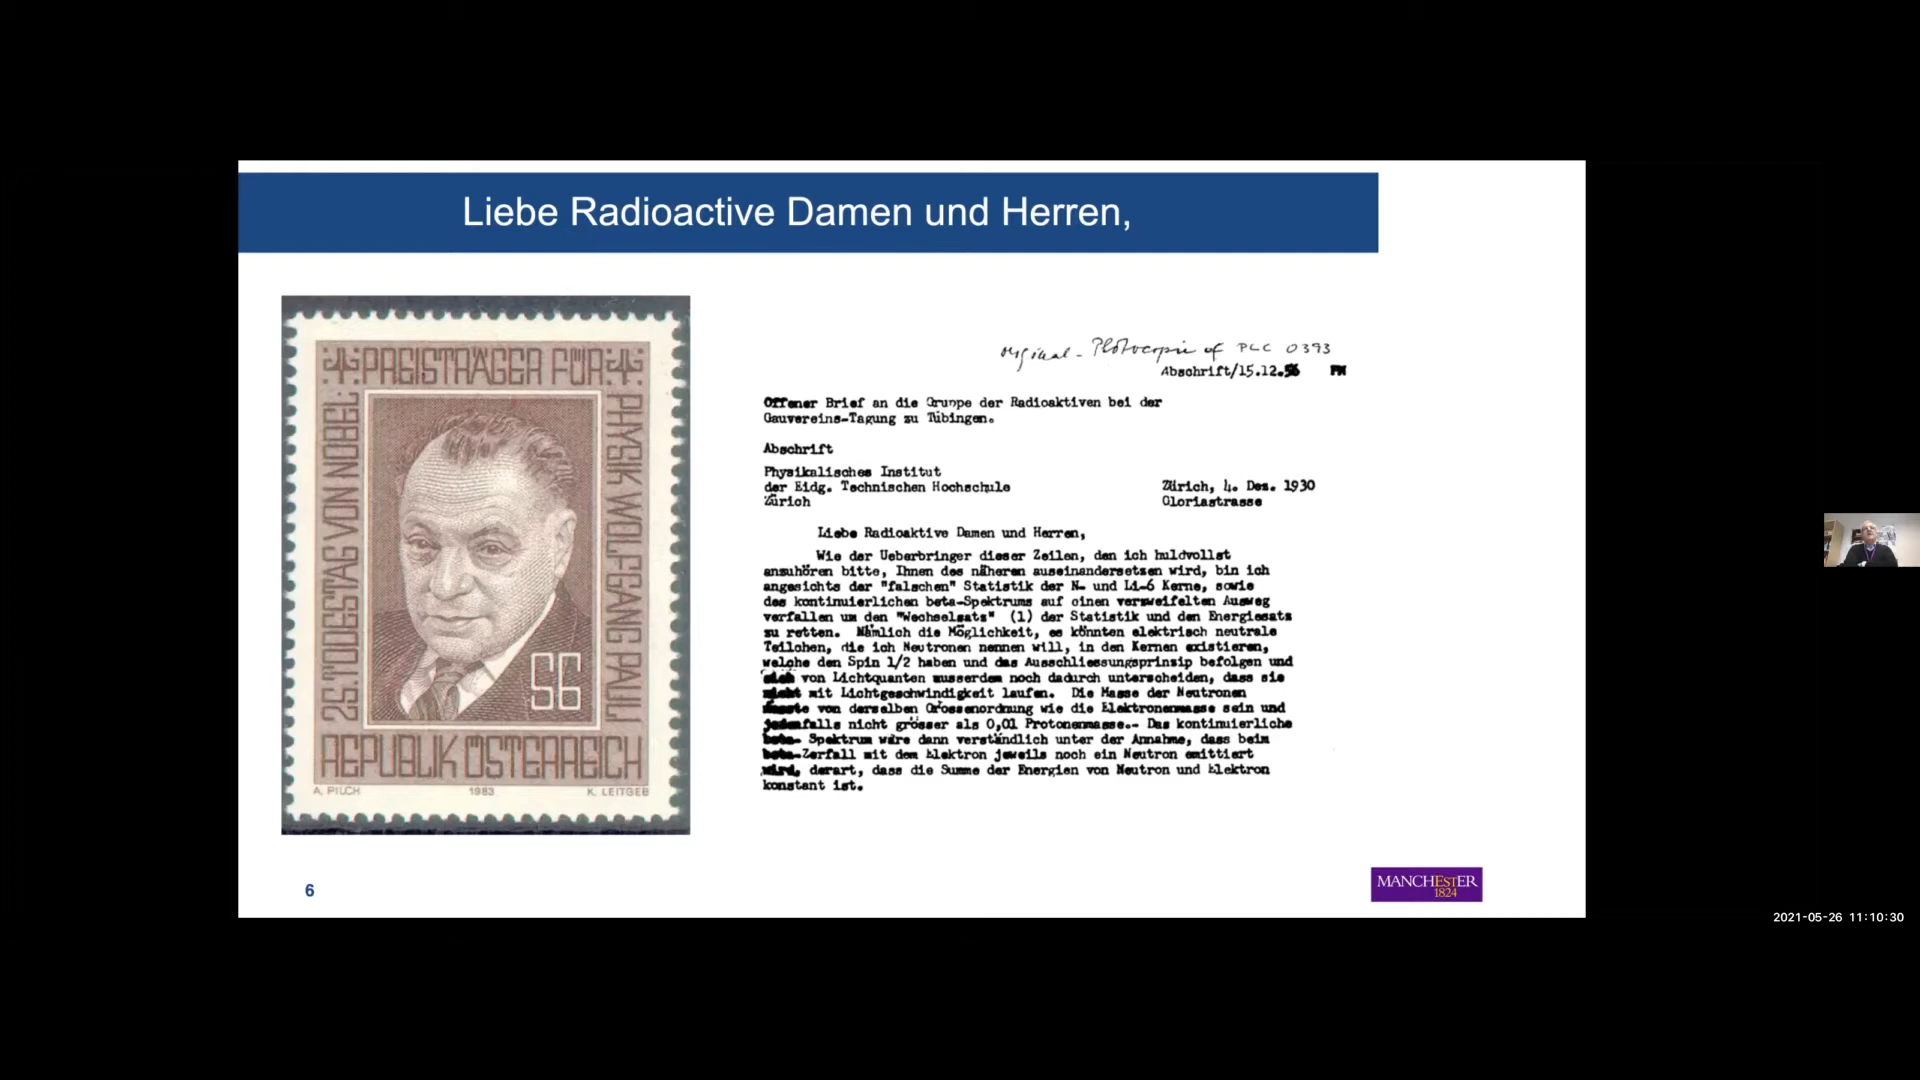 Liebe Radioactive Damen und Herren,
PREISTRÄGER FÜR
25. TODSTAG VON NOBEL
PHYSIK WOLFGANG PAULI
S6
REPUBLIK ÖSTERREICH
A. PILCH 1983 K. LEITGEB
Original - Photocopie of PLC 0393
Abschrift/15.12.56 PM
Offener Brief an die Gruppe der Radioaktiven bei der
Gauvereins-Tagung zu Tübingen.
Abschrift
Physikalisches Institut
der Eidg. Technischen Hochschule
Zürich
Zürich, 4. Dez. 1930
Gloriastrasse
Liebe Radioaktive Damen und Herren,
Wie der Ueberbringer dieser Zeilen, den ich huldvollst
anzuhören bitte, Ihnen des näheren auseinandersetzen wird, bin ich
angesichts der "falschen" Statistik der N- und Li-6 Kerne, sowie
des kontinuierlichen beta-Spektrums auf einen verzweifelten Ausweg
verfallen um den "Wechselsatz" (1) der Statistik und den Energiesatz
zu retten. Nämlich die Möglichkeit, es könnten elektrisch neutrale
Teilchen, die ich Neutronen nennen will, in den Kernen existieren,
welche den Spin 1/2 haben und das Ausschliessungsprinzip befolgen und
sich von Lichtquanten ausserdem noch dadurch unterscheiden, dass sie
nicht mit Lichtgeschwindigkeit laufen. Die Masse der Neutronen
müsste von derselben Grossenordnung wie die Elektronenmasse sein und
jedenfalls nicht grösser als 0,01 Protonenmasse.- Das kontinuierliche
beta- Spektrum wäre dann verständlich unter der Annahme, dass beim
beta-Zerfall mit dem Elektron jeweils noch ein Neutron emittiert
wird, derart, dass die Summe der Energien von Neutron und Elektron
konstant ist.
6
MANCHESTER
1824
2021-05-26 11:10:30